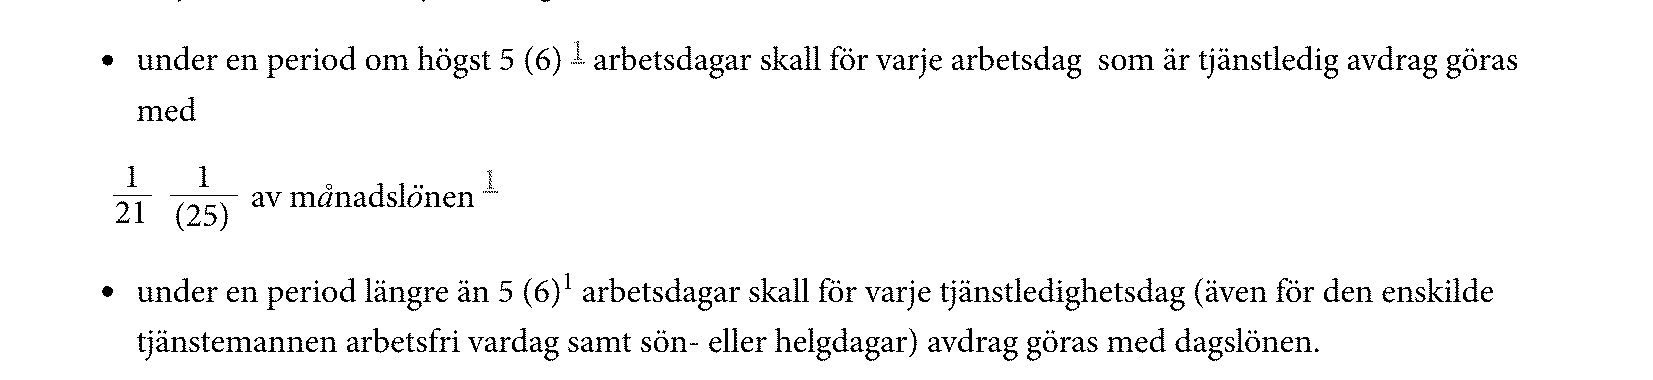 • under en period om högst 5 (6) 1 arbetsdagar skall för varje arbetsdag som är tjänstledig avdrag göras
med
1/21 1/(25) av månadslönen 1
• under en period längre än 5 (6)1 arbetsdagar skall för varje tjänstledighetsdag (även för den enskilde
tjänstemannen arbetsfri vardag samt sön- eller helgdagar) avdrag göras med dagslönen.